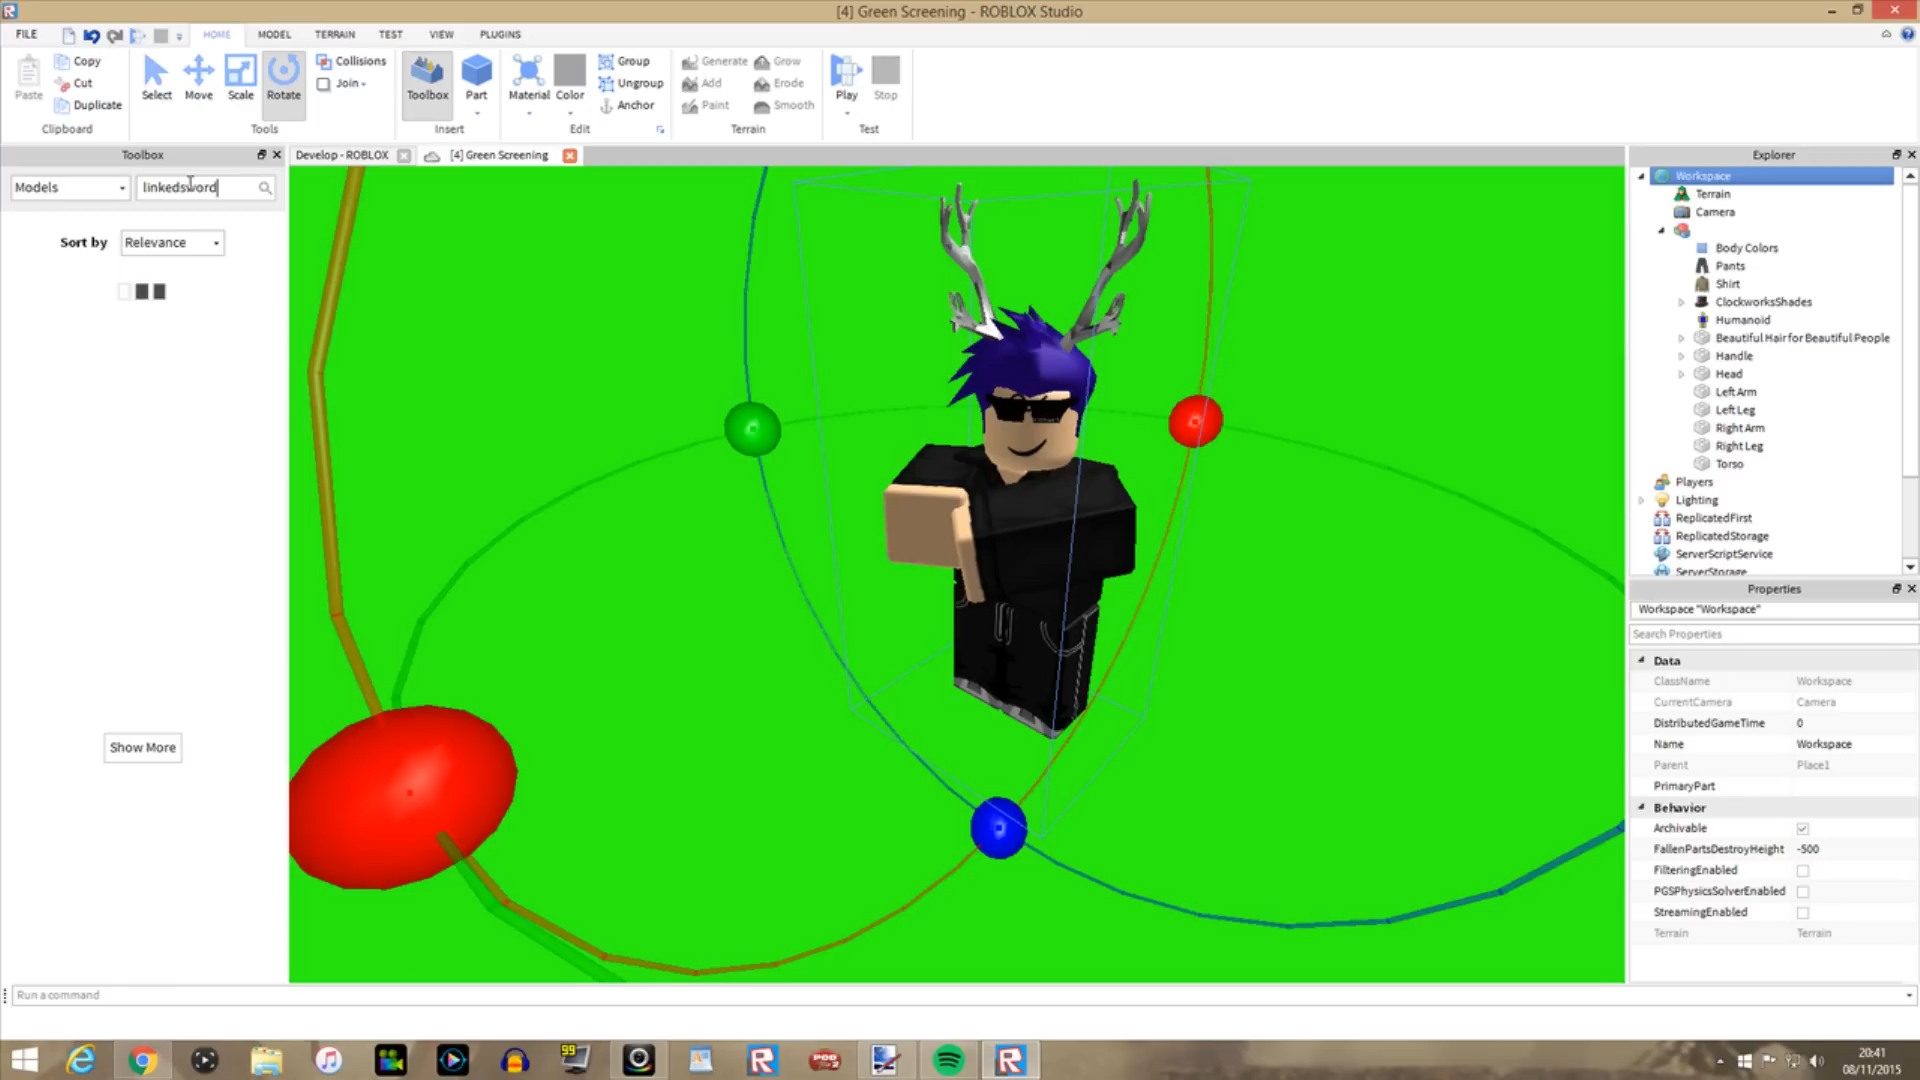 [4] Green Screening - ROBLOX Studio
FILE HOME MODEL TERRAIN TEST VIEW PLUGINS
Paste Copy Cut Duplicate Clipboard
Select Move Scale Rotate Collisions Join Tools
Toolbox Part Insert
Material Color Group Ungroup Anchor Edit
Generate Grow Add Erode Paint Smooth Terrain
Play Stop Test
Toolbox
Models linkedsword
Sort by Relevance
Show More
Develop - ROBLOX [4] Green Screening
Explorer
Workspace
Terrain
Camera
Body Colors
Pants
Shirt
ClockworksShades
Humanoid
Beautiful Hair for Beautiful People
Handle
Head
Left Arm
Left Leg
Right Arm
Right Leg
Torso
Players
Lighting
ReplicatedFirst
ReplicatedStorage
ServerScriptService
ServerStorage
Properties
Workspace "Workspace"
Search Properties
Data
ClassName Workspace
CurrentCamera Camera
DistributedGameTime 0
Name Workspace
Parent Place1
PrimaryPart
Behavior
Archivable
FallenPartsDestroyHeight -500
FilteringEnabled
PGSPhysicsSolverEnabled
StreamingEnabled
Terrain Terrain
Run a command
99
20:41
08/11/2015